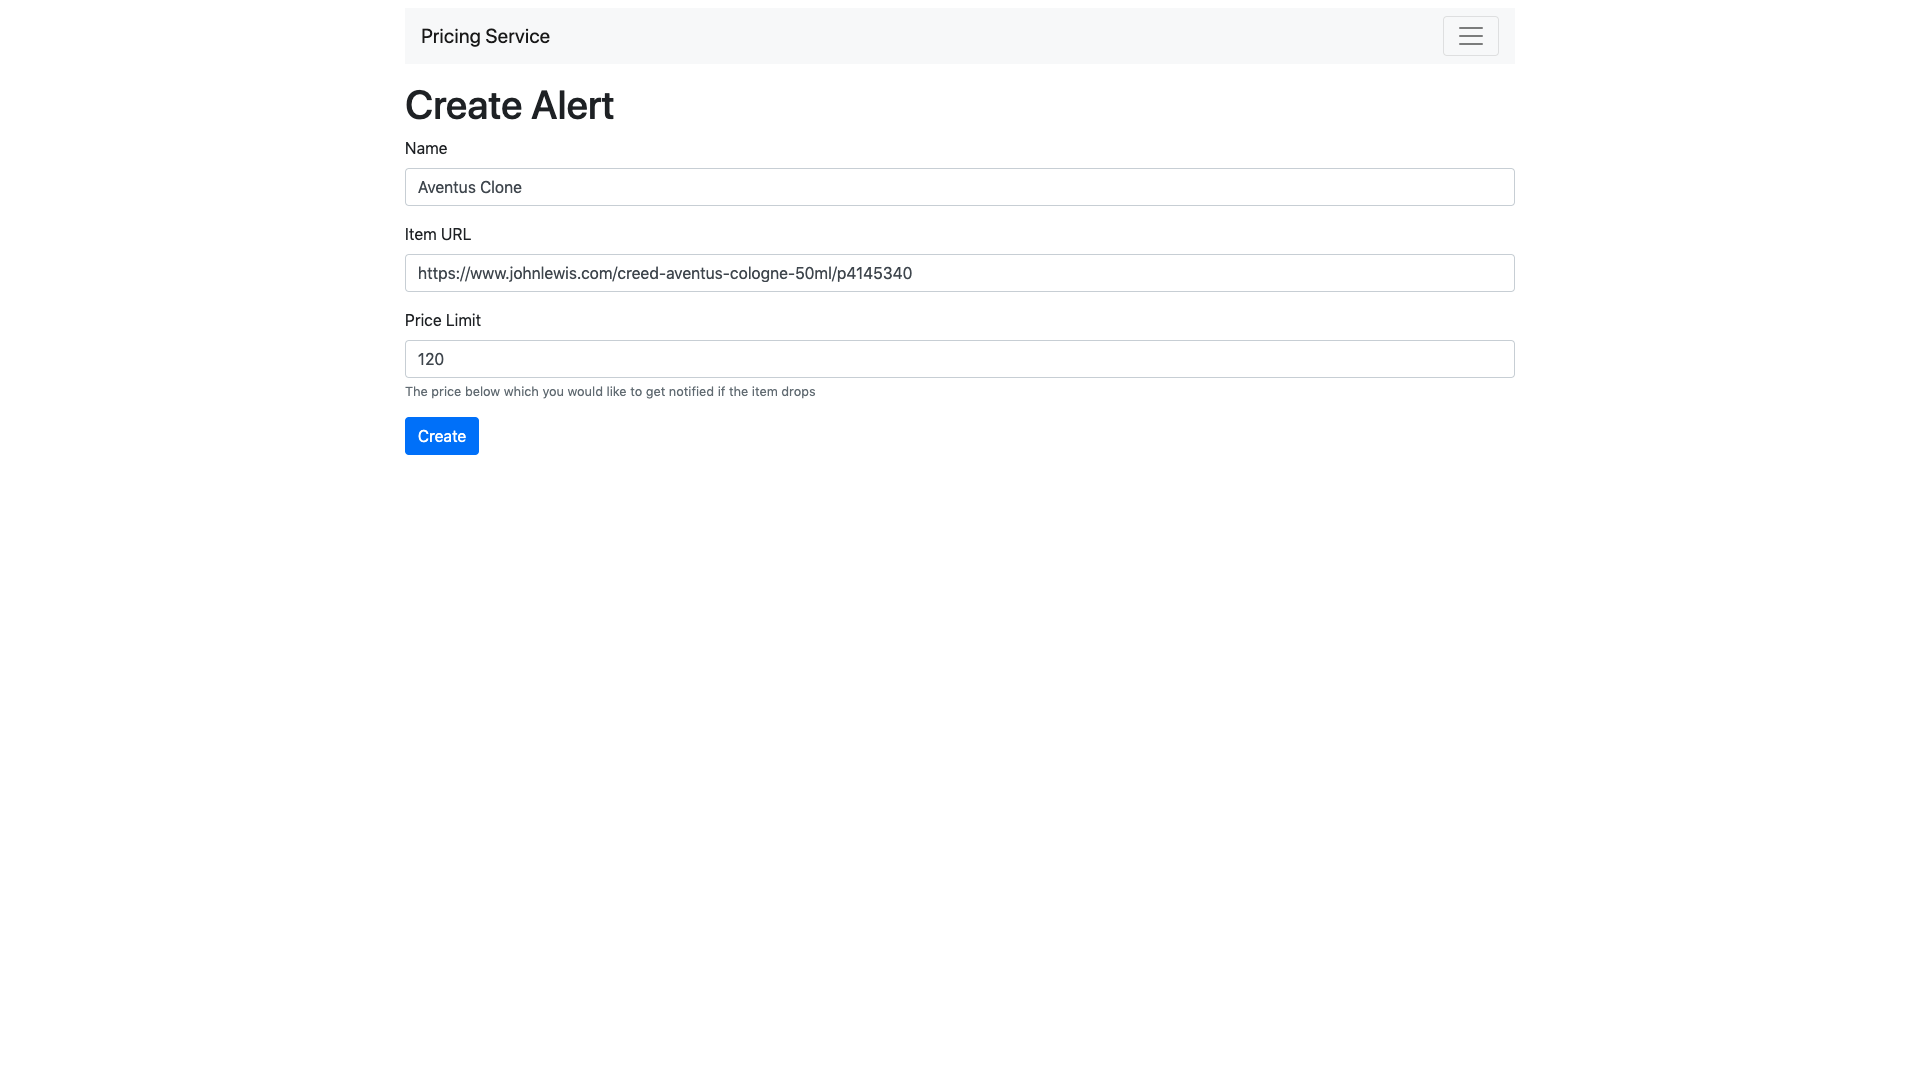 Pricing Service
Create Alert
Name
Aventus Clone
Item URL
https://www.johnlewis.com/creed-aventus-cologne-50ml/p4145340
Price Limit
120
The price below which you would like to get notified if the item drops
Create